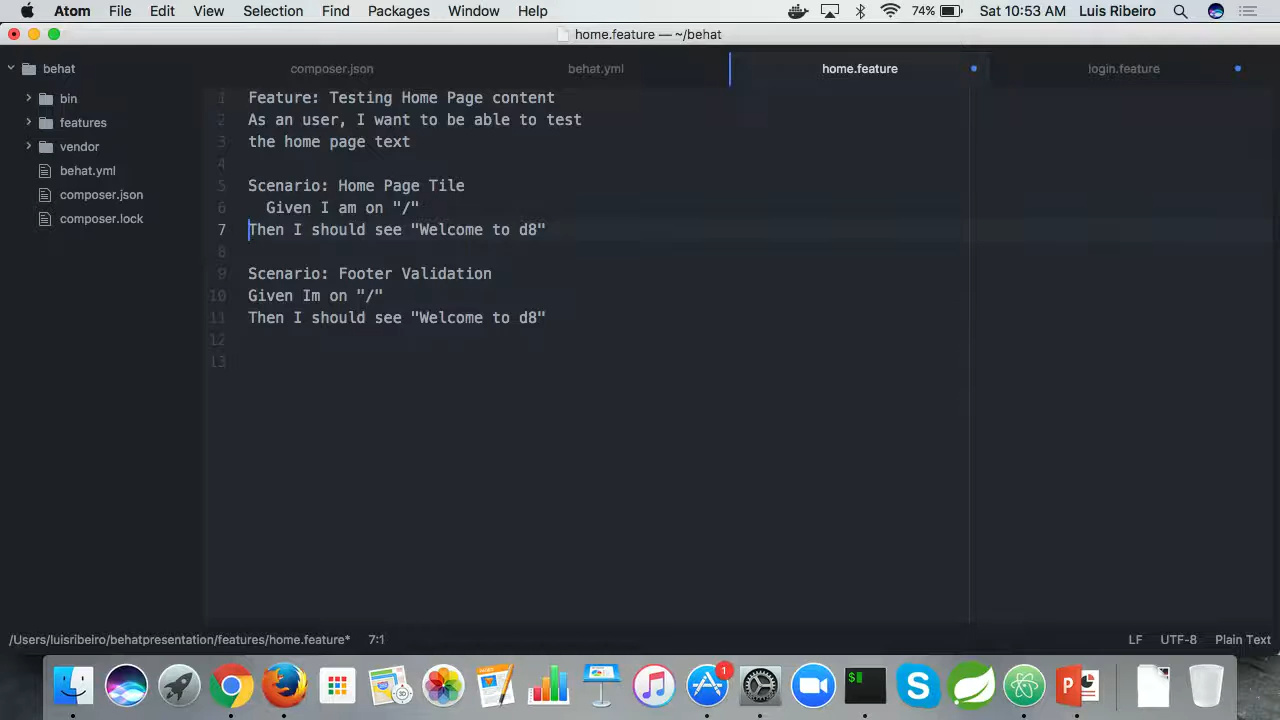 Atom File Edit View Selection Find Packages Window Help 74% Sat 10:53 AM Luis Ribeiro
home.feature — ~/behat
behat composer.json behat.yml home.feature login.feature
bin
features
vendor
behat.yml
composer.json
composer.lock
1 Feature: Testing Home Page content
2 As an user, I want to be able to test
3 the home page text
4
5 Scenario: Home Page Tile
6 Given I am on "/"
7 Then I should see "Welcome to d8"
8
9 Scenario: Footer Validation
10 Given Im on "/"
11 Then I should see "Welcome to d8"
12
13
/Users/luisribeiro/behatpresentation/features/home.feature* 7:1 LF UTF-8 Plain Text
1
$
S
P